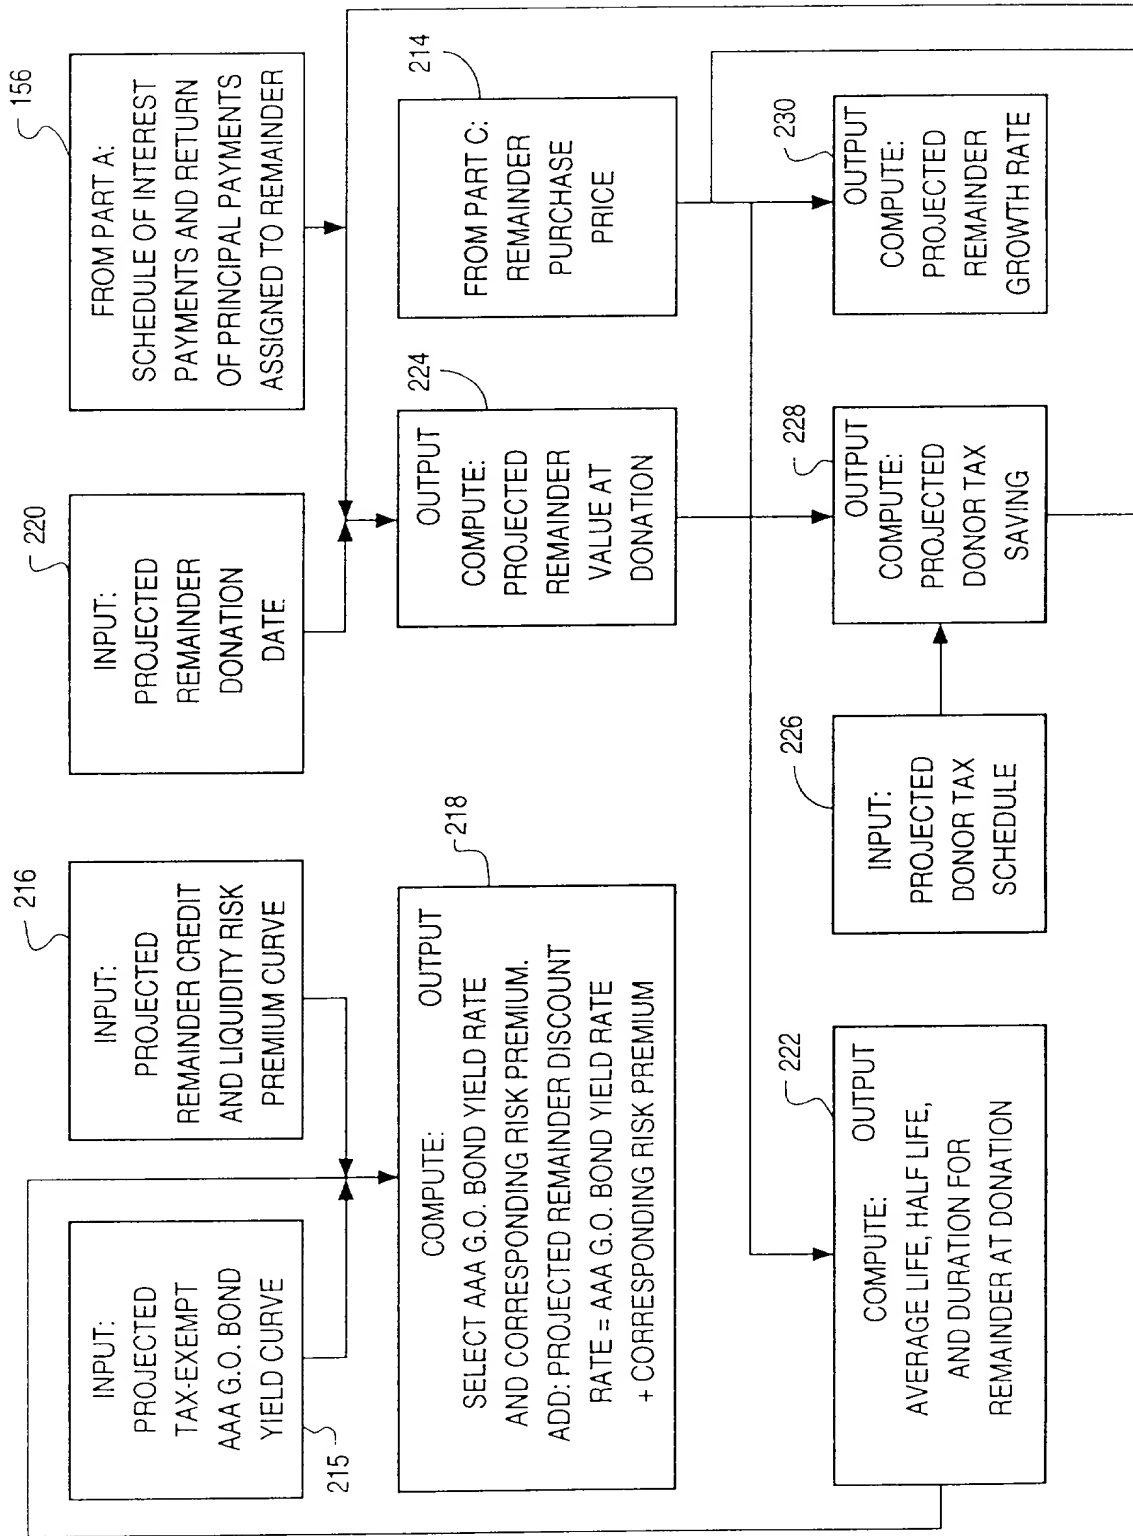 215
INPUT:
PROJECTED
TAX-EXEMPT
AAA G.O. BOND
YIELD CURVE
216
INPUT:
PROJECTED
REMAINDER CREDIT
AND LIQUIDITY RISK
PREMIUM CURVE
220
INPUT:
PROJECTED
REMAINDER
DONATION
DATE
156
FROM PART A:
SCHEDULE OF INTEREST
PAYMENTS AND RETURN
OF PRINCIPAL PAYMENTS
ASSIGNED TO REMAINDER
218
COMPUTE: OUTPUT
SELECT AAA G.O. BOND YIELD RATE
AND CORRESPONDING RISK PREMIUM.
ADD: PROJECTED REMAINDER DISCOUNT
RATE = AAA G.O. BOND YIELD RATE
+ CORRESPONDING RISK PREMIUM
224
OUTPUT
COMPUTE:
PROJECTED
REMAINDER
VALUE AT
DONATION
214
FROM PART C:
REMAINDER
PURCHASE
PRICE
222
COMPUTE: OUTPUT
AVERAGE LIFE, HALF LIFE,
AND DURATION FOR
REMAINDER AT DONATION
226
INPUT:
PROJECTED
DONOR TAX
SCHEDULE
228
OUTPUT
COMPUTE:
PROJECTED
DONOR TAX
SAVING
230
OUTPUT
COMPUTE:
PROJECTED
REMAINDER
GROWTH RATE